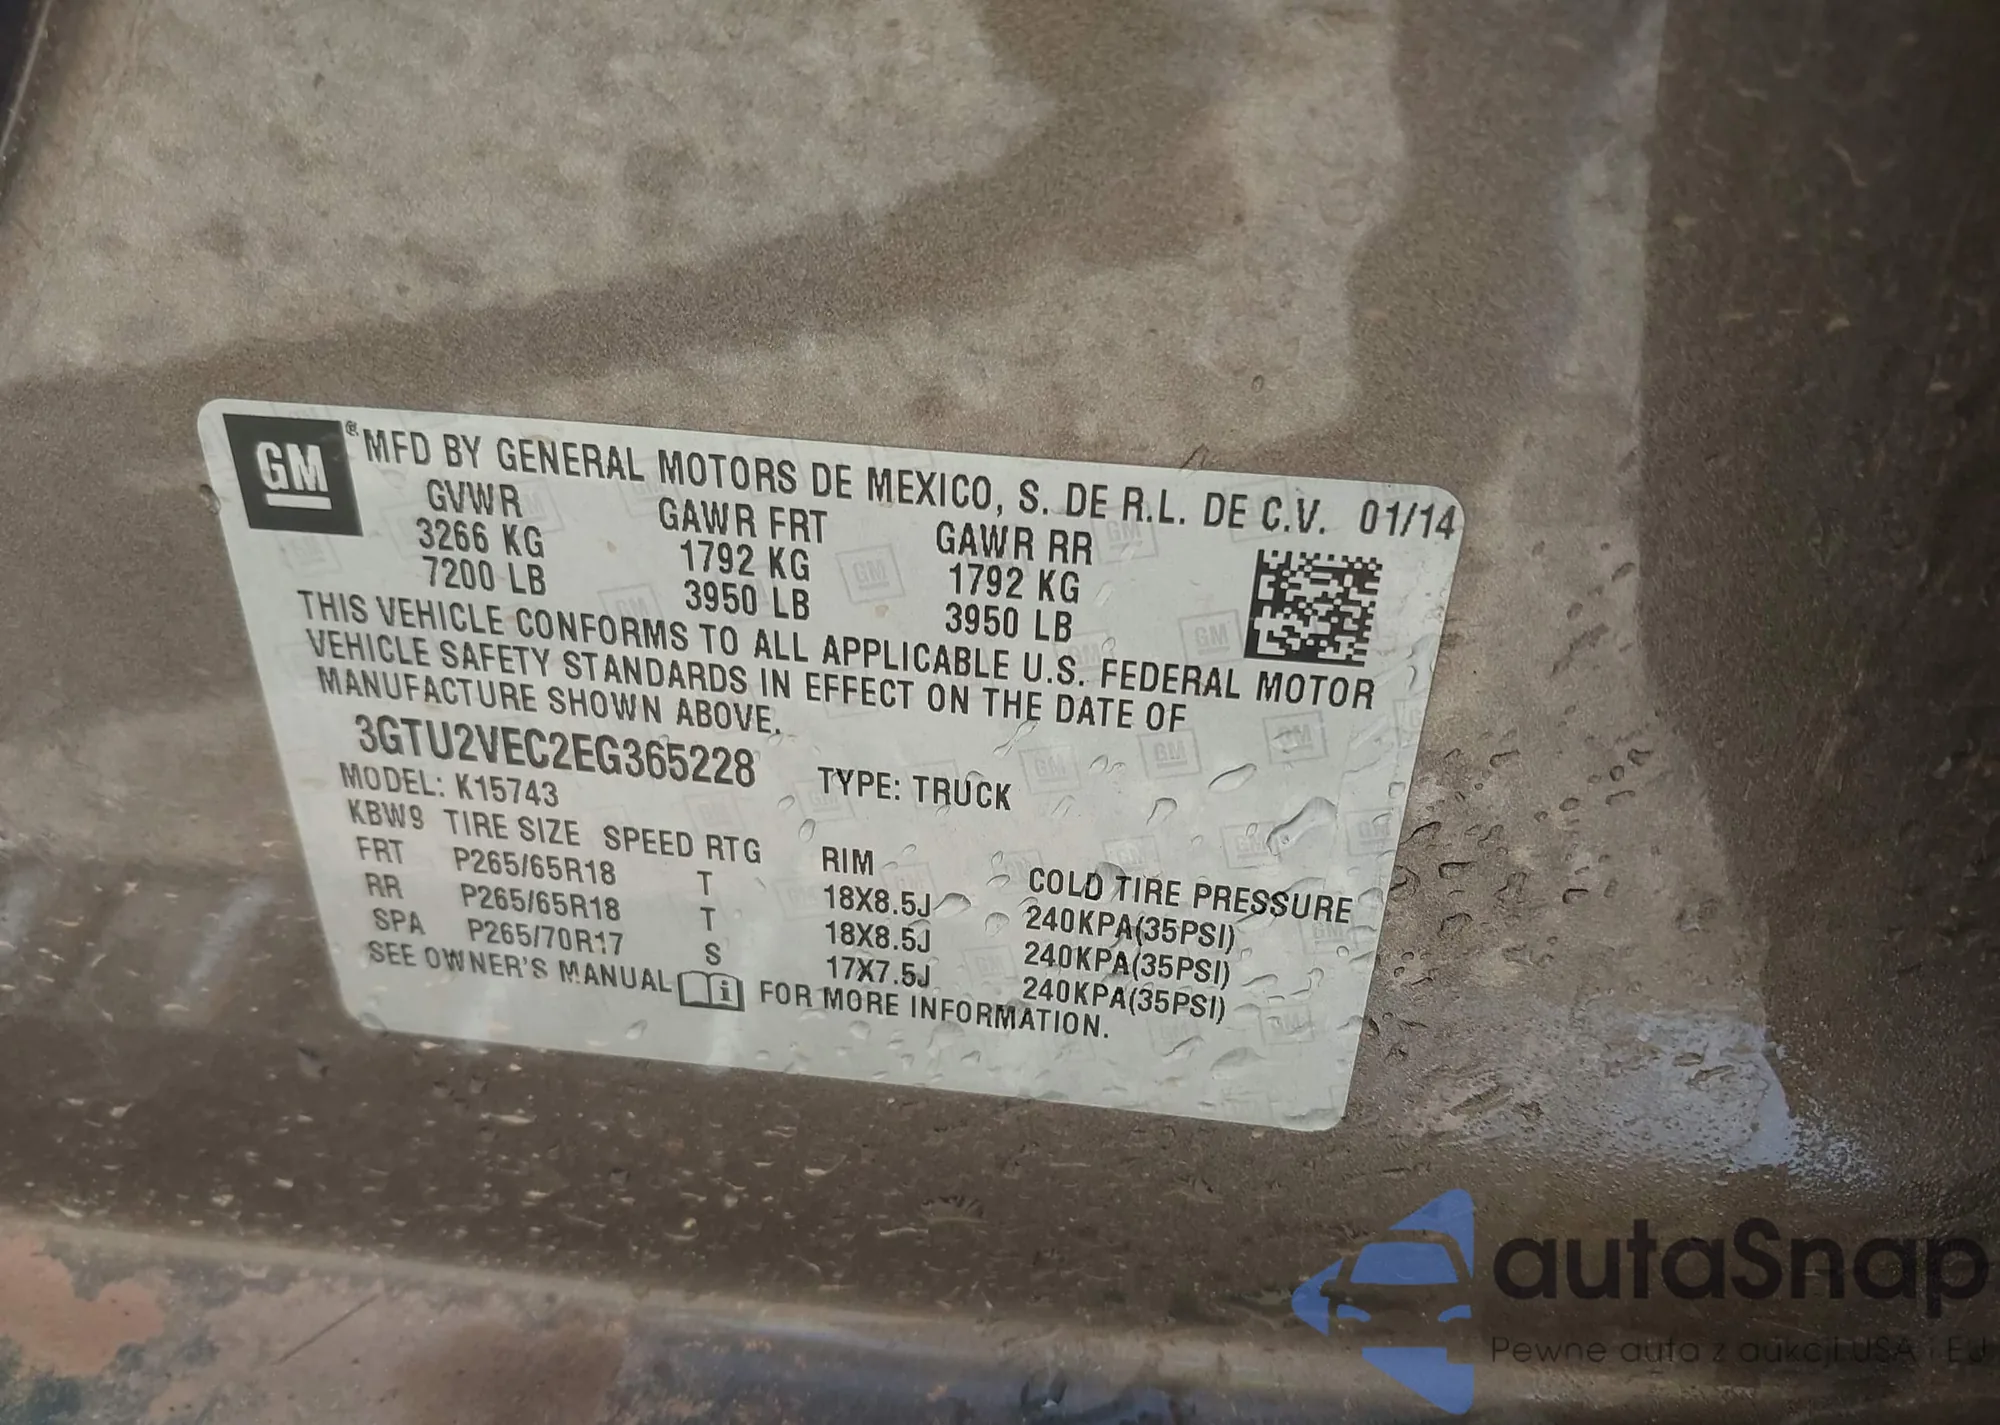 GM® MFD BY GENERAL MOTORS DE MEXICO, S. DE R.L. DE C.V. 01/14
GVWR GAWR FRT GAWR RR
3266 KG 1792 KG 1792 KG
7200 LB 3950 LB 3950 LB
THIS VEHICLE CONFORMS TO ALL APPLICABLE U.S. FEDERAL MOTOR
VEHICLE SAFETY STANDARDS IN EFFECT ON THE DATE OF
MANUFACTURE SHOWN ABOVE.
3GTU2VEC2EG365228 TYPE: TRUCK
MODEL: K15743
KBW9 TIRE SIZE SPEED RTG RIM COLD TIRE PRESSURE
FRT P265/65R18 T 18X8.5J 240KPA(35PSI)
RR P265/65R18 T 18X8.5J 240KPA(35PSI)
SPA P265/70R17 S 17X7.5J 240KPA(35PSI)
SEE OWNER'S MANUAL i FOR MORE INFORMATION.
autaSnap
Pewne auta z aukcji USA i EU